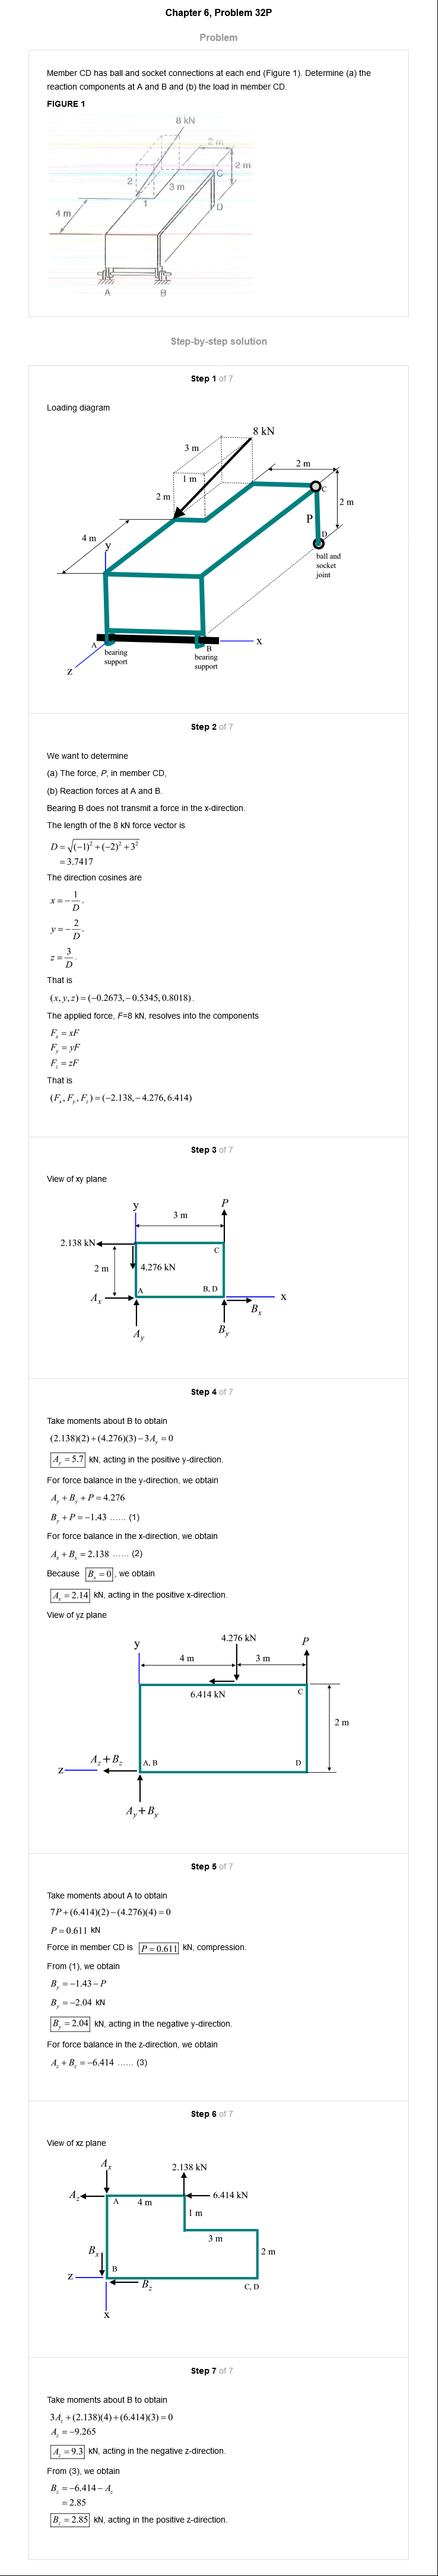 Chapter 6, Problem 32P
Problem
Member CD has ball and socket connections at each end (Figure 1). Determine (a) the
reaction components at A and B and (b) the load in member CD.
FIGURE 1
8 kN
2 m
2 m
C
2
3 m
1
D
4 m
A
B
Step-by-step solution
Step 1 of 7
Loading diagram
8 kN
3 m
2 m
1 m
C
2 m
2 m
P
4 m
D
y
ball and
socket
joint
A
B
x
bearing
support
bearing
support
z
Step 2 of 7
We want to determine
(a) The force, P, in member CD,
(b) Reaction forces at A and B.
Bearing B does not transmit a force in the x-direction.
The length of the 8 kN force vector is
D = √((−1)² + (−2)² + 3²)
= 3.7417
The direction cosines are
x = −1/D,
y = −2/D,
z = 3/D.
That is
(x, y, z) = (−0.2673, −0.5345, 0.8018).
The applied force, F=8 kN, resolves into the components
Fₓ = xF
F_y = yF
F_z = zF
That is
(Fₓ, F_y, F_z) = (−2.138, −4.276, 6.414)
Step 3 of 7
View of xy plane
y
P
3 m
2.138 kN
C
2 m
4.276 kN
A
B, D
Aₓ
x
Bₓ
A_y
B_y
Step 4 of 7
Take moments about B to obtain
(2.138)(2) + (4.276)(3) − 3A_y = 0
A_y = 5.7 kN, acting in the positive y-direction.
For force balance in the y-direction, we obtain
A_y + B_y + P = 4.276
B_y + P = −1.43 ...... (1)
For force balance in the x-direction, we obtain
Aₓ + Bₓ = 2.138 ...... (2)
Because Bₓ = 0, we obtain
Aₓ = 2.14 kN, acting in the positive x-direction.
View of yz plane
4.276 kN
y
P
4 m
3 m
6.414 kN
C
2 m
A_z + B_z
z
A, B
D
A_y + B_y
Step 5 of 7
Take moments about A to obtain
7P + (6.414)(2) − (4.276)(4) = 0
P = 0.611 kN
Force in member CD is P = 0.611 kN, compression.
From (1), we obtain
B_y = −1.43 − P
B_y = −2.04 kN
B_y = 2.04 kN, acting in the negative y-direction.
For force balance in the z-direction, we obtain
A_z + B_z = −6.414 ...... (3)
Step 6 of 7
View of xz plane
Aₓ
2.138 kN
A_z
A
4 m
6.414 kN
1 m
3 m
Bₓ
2 m
B
z
B_z
C, D
x
Step 7 of 7
Take moments about B to obtain
3A_z + (2.138)(4) + (6.414)(3) = 0
A_z = −9.265
A_z = 9.3 kN, acting in the negative z-direction.
From (3), we obtain
B_z = −6.414 − A_z
= 2.85
B_z = 2.85 kN, acting in the positive z-direction.